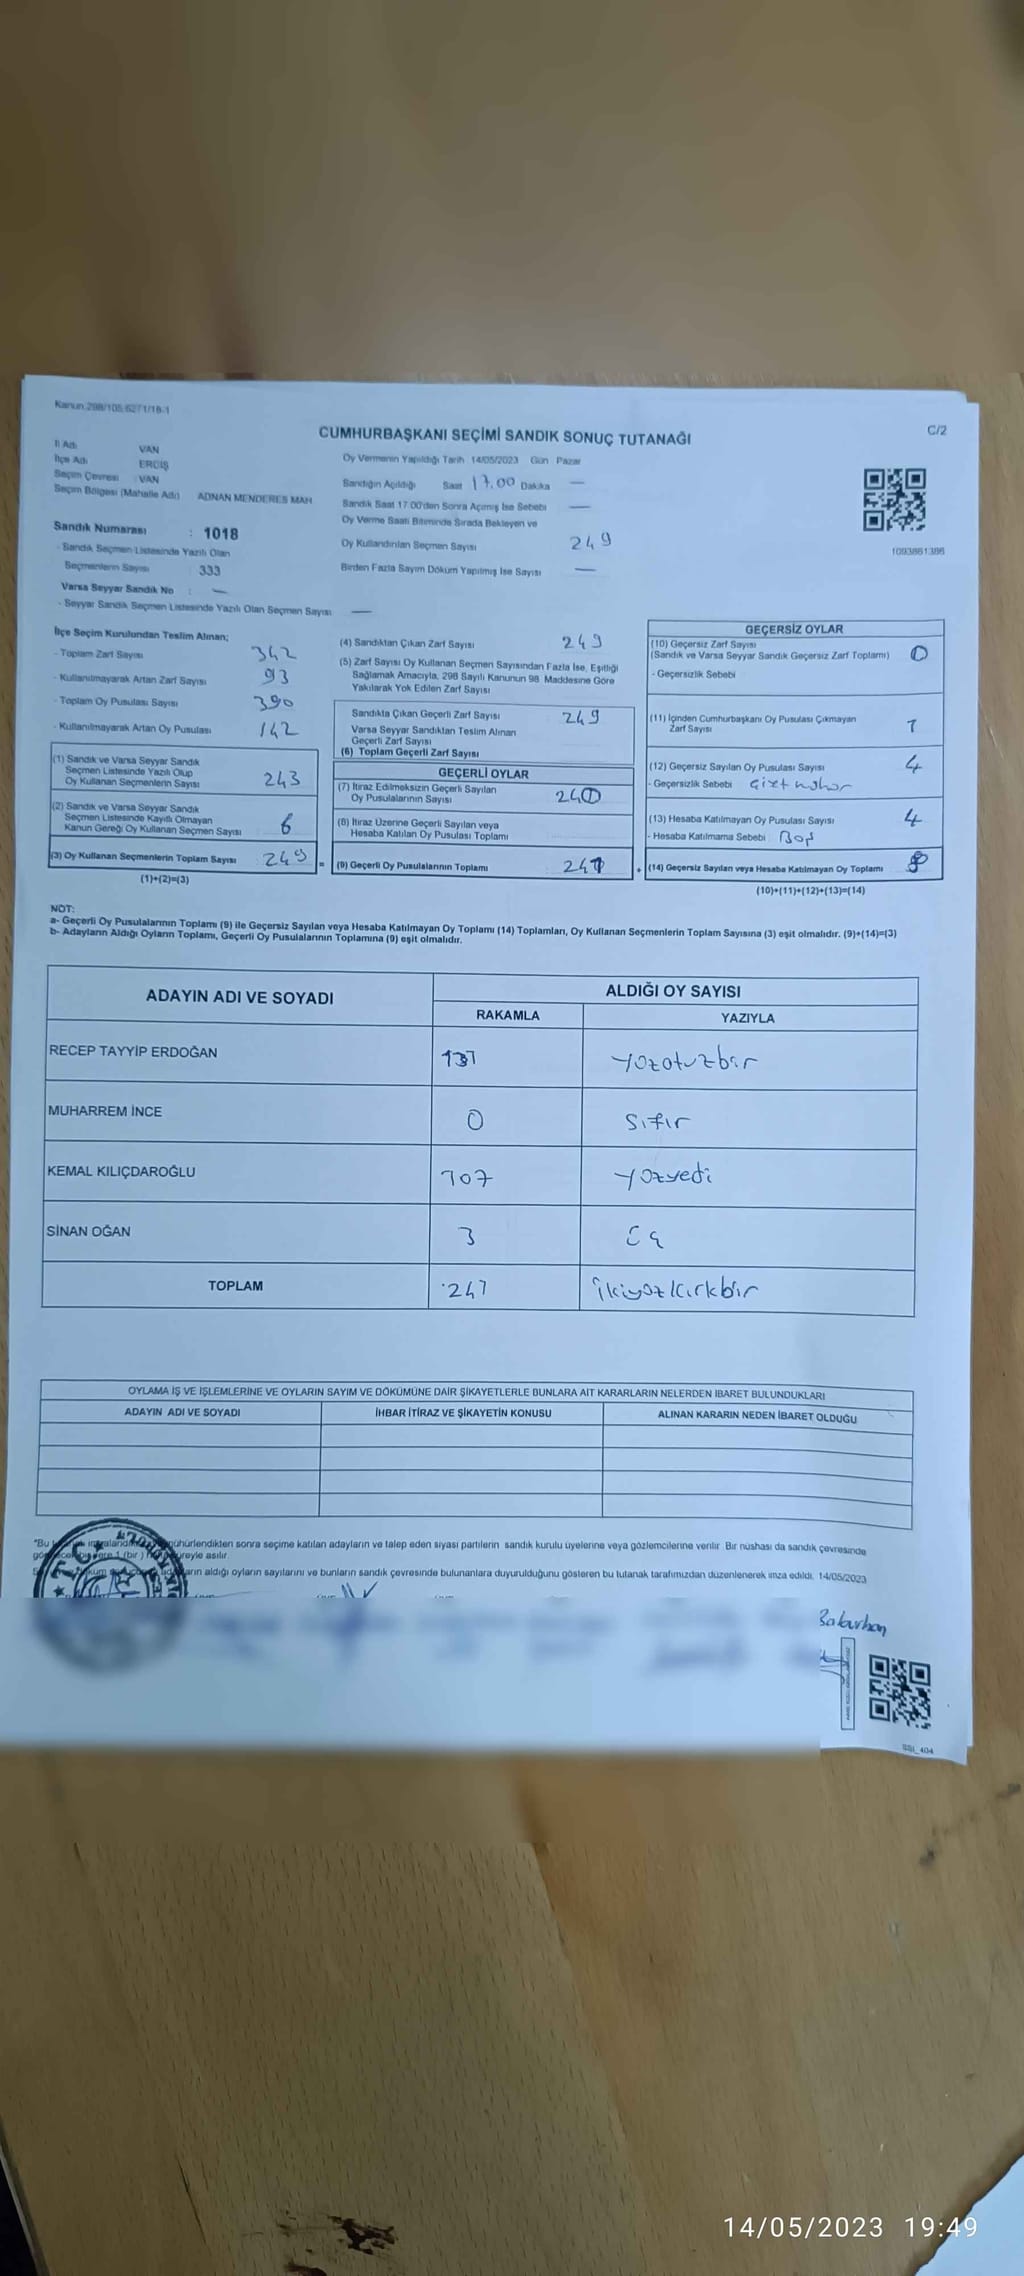 Kanun:298/105,6271/18-1
C/2
CUMHURBAŞKANI SEÇİMİ SANDIK SONUÇ TUTANAĞI
İl Adı VAN
İlçe Adı ERCİŞ
Seçim Çevresi : VAN
Seçim Bölgesi (Mahalle Adı) ADNAN MENDERES MAH
Sandık Numarası : 1018
- Sandık Seçmen Listesinde Yazılı Olan
Seçmenlerin Sayısı : 333
Varsa Seyyar Sandık No : —
- Seyyar Sandık Seçmen Listesinde Yazılı Olan Seçmen Sayısı —
Oy Vermenin Yapıldığı Tarih 14/05/2023 Gün Pazar
Sandığın Açıldığı Saat 17.00 Dakika —
Sandık Saat 17.00'den Sonra Açımış İse Sebebi —
Oy Verme Saati Bitiminde Sırada Bekleyen ve
Oy Kullandırılan Seçmen Sayısı 249
Birden Fazla Sayım Döküm Yapılmış İse Sayısı —
1093861386
İlçe Seçim Kurulundan Teslim Alınan;
- Toplam Zarf Sayısı 342
- Kullanılmayarak Artan Zarf Sayısı 93
- Toplam Oy Pusulası Sayısı 390
- Kullanılmayarak Artan Oy Pusulası 142
(1) Sandık ve Varsa Seyyar Sandık
Seçmen Listesinde Yazılı Olup
Oy Kullanan Seçmenlerin Sayısı 243
(2) Sandık ve Varsa Seyyar Sandık
Seçmen Listesinde Kayıtlı Olmayan
Kanun Gereği Oy Kullanan Seçmen Sayısı 6
(3) Oy Kullanan Seçmenlerin Toplam Sayısı : 249 =
(1)+(2)=(3)
(4) Sandıktan Çıkan Zarf Sayısı 249
(5) Zarf Sayısı Oy Kullanan Seçmen Sayısından Fazla İse, Eşitliği
Sağlamak Amacıyla, 298 Sayılı Kanunun 98. Maddesine Göre
Yakılarak Yok Edilen Zarf Sayısı
Sandıkta Çıkan Geçerli Zarf Sayısı 249
Varsa Seyyar Sandıktan Teslim Alınan
Geçerli Zarf Sayısı
(6) Toplam Geçerli Zarf Sayısı
GEÇERLİ OYLAR
(7) İtiraz Edilmeksizin Geçerli Sayılan
Oy Pusulalarının Sayısı
(8) İtiraz Üzerine Geçerli Sayılan veya
Hesaba Katılan Oy Pusulası Toplamı
(9) Geçerli Oy Pusulalarının Toplamı : 241 +
GEÇERSİZ OYLAR
(10) Geçersiz Zarf Sayısı 0
(Sandık ve Varsa Seyyar Sandık Geçersiz Zarf Toplamı)
- Geçersizlik Sebebi
(11) İçinden Cumhurbaşkanı Oy Pusulası Çıkmayan
Zarf Sayısı 1
(12) Geçersiz Sayılan Oy Pusulası Sayısı 4
- Geçersizlik Sebebi
(13) Hesaba Katılmayan Oy Pusulası Sayısı 4
- Hesaba Katılmama Sebebi Boş
(14) Geçersiz Sayılan veya Hesaba Katılmayan Oy Toplamı 8
(10)+(11)+(12)+(13)=(14)
NOT:
a- Geçerli Oy Pusulalarının Toplamı (9) ile Geçersiz Sayılan veya Hesaba Katılmayan Oy Toplamı (14) Toplamları, Oy Kullanan Seçmenlerin Toplam Sayısına (3) eşit olmalıdır. (9)+(14)=(3)
b- Adayların Aldığı Oyların Toplamı, Geçerli Oy Pusulalarının Toplamına (9) eşit olmalıdır.
ADAYIN ADI VE SOYADI ALDIĞI OY SAYISI
RAKAMLA YAZIYLA
RECEP TAYYİP ERDOĞAN 131 yüzotuzbir
MUHARREM İNCE 0 sıfır
KEMAL KILIÇDAROĞLU 107 yüzyedi
SİNAN OĞAN 3 üç
TOPLAM 241 ikiyüzkırkbir
OYLAMA İŞ VE İŞLEMLERİNE VE OYLARIN SAYIM VE DÖKÜMÜNE DAİR ŞİKAYETLERLE BUNLARA AİT KARARLARIN NELERDEN İBARET BULUNDUKLARI
ADAYIN ADI VE SOYADI İHBAR İTİRAZ VE ŞİKAYETİN KONUSU ALINAN KARARIN NEDEN İBARET OLDUĞU
"Bu mühürlendikten sonra seçime katılan adayların ve talep eden siyasi partilerin sandık kurulu üyelerine veya gözlemcilerine verilir. Bir nüshası da sandık çevresinde
1 (bir) süreyle asılır
aldığı oyların sayılarını ve bunların sandık çevresinde bulunanlara duyurulduğunu gösteren bu tutanak tarafımızdan düzenlenerek imza edildi. 14/05/2023
T.C.
SSİ_404
14/05/2023 19:49